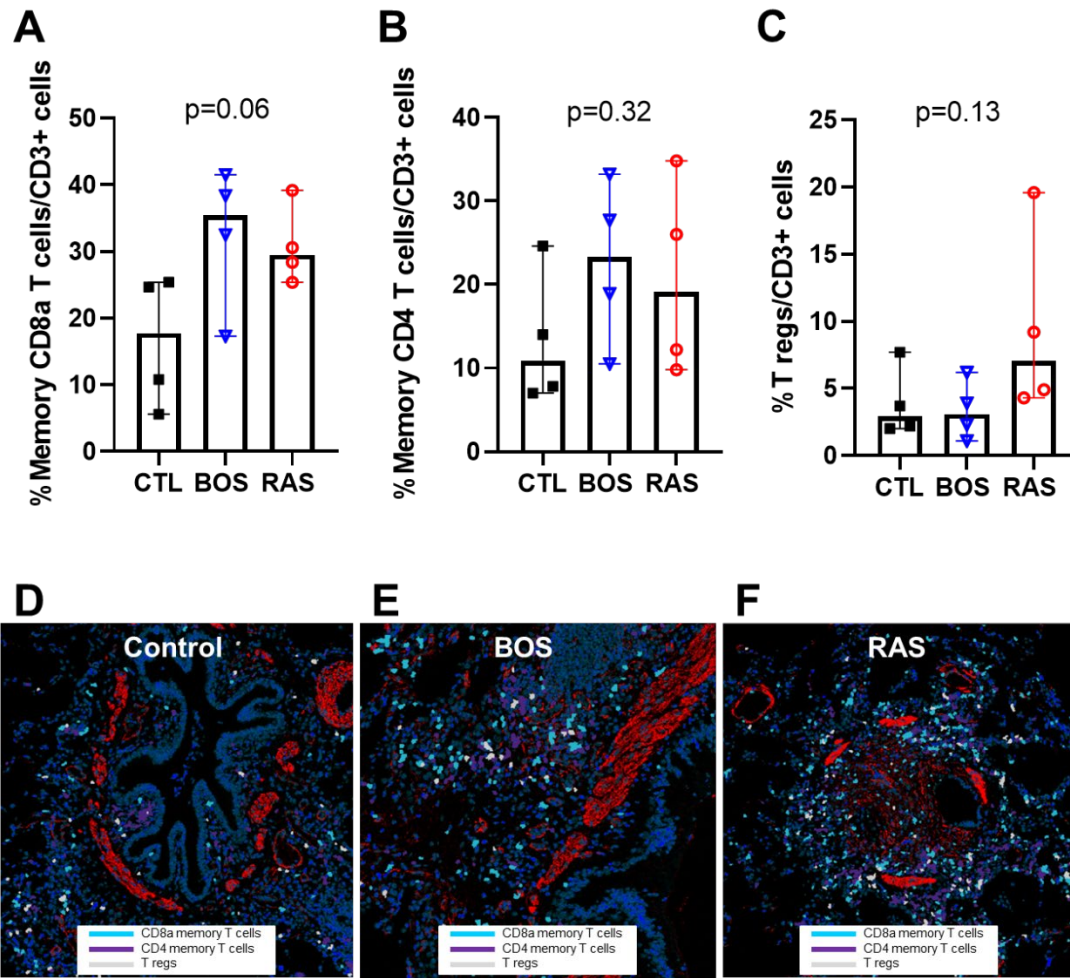 A
%Memory CD8a T cells/CD3+ cells
p=0.06
50
40
30
20
10
0
CTL BOS RAS
B
%Memory CD4 T cells/CD3+ cells
p=0.32
40
30
20
10
0
CTL BOS RAS
C
%T regs/CD3+ cells
p=0.13
25
20
15
10
5
0
CTL BOS RAS
D
Control
CD8a memory T cells
CD4 memory T cells
T regs
E
BOS
CD8a memory T cells
CD4 memory T cells
T regs
F
RAS
CD8a memory T cells
CD4 memory T cells
T regs